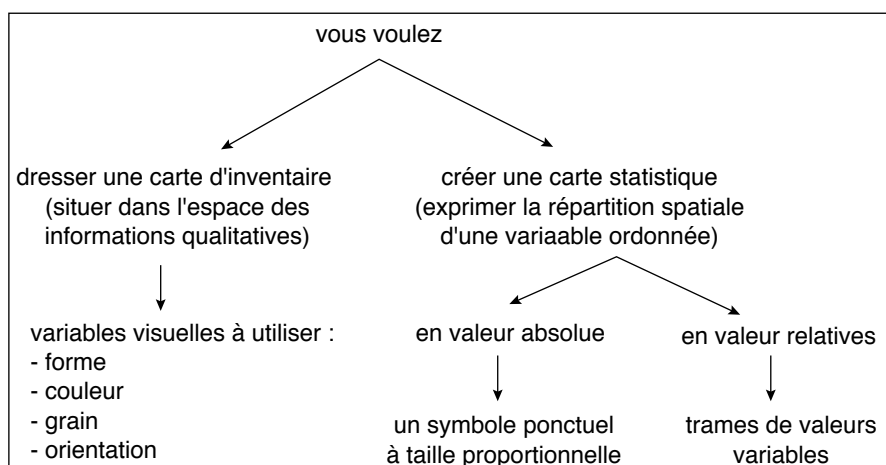 vous voulez
dresser une carte d'inventaire
(situer dans l'espace des
informations qualitatives)
créer une carte statistique
(exprimer la répartition spatiale
d'une variaable ordonnée)
variables visuelles à utiliser :
- forme
- couleur
- grain
- orientation
en valeur absolue
un symbole ponctuel
à taille proportionnelle
en valeur relatives
trames de valeurs
variables